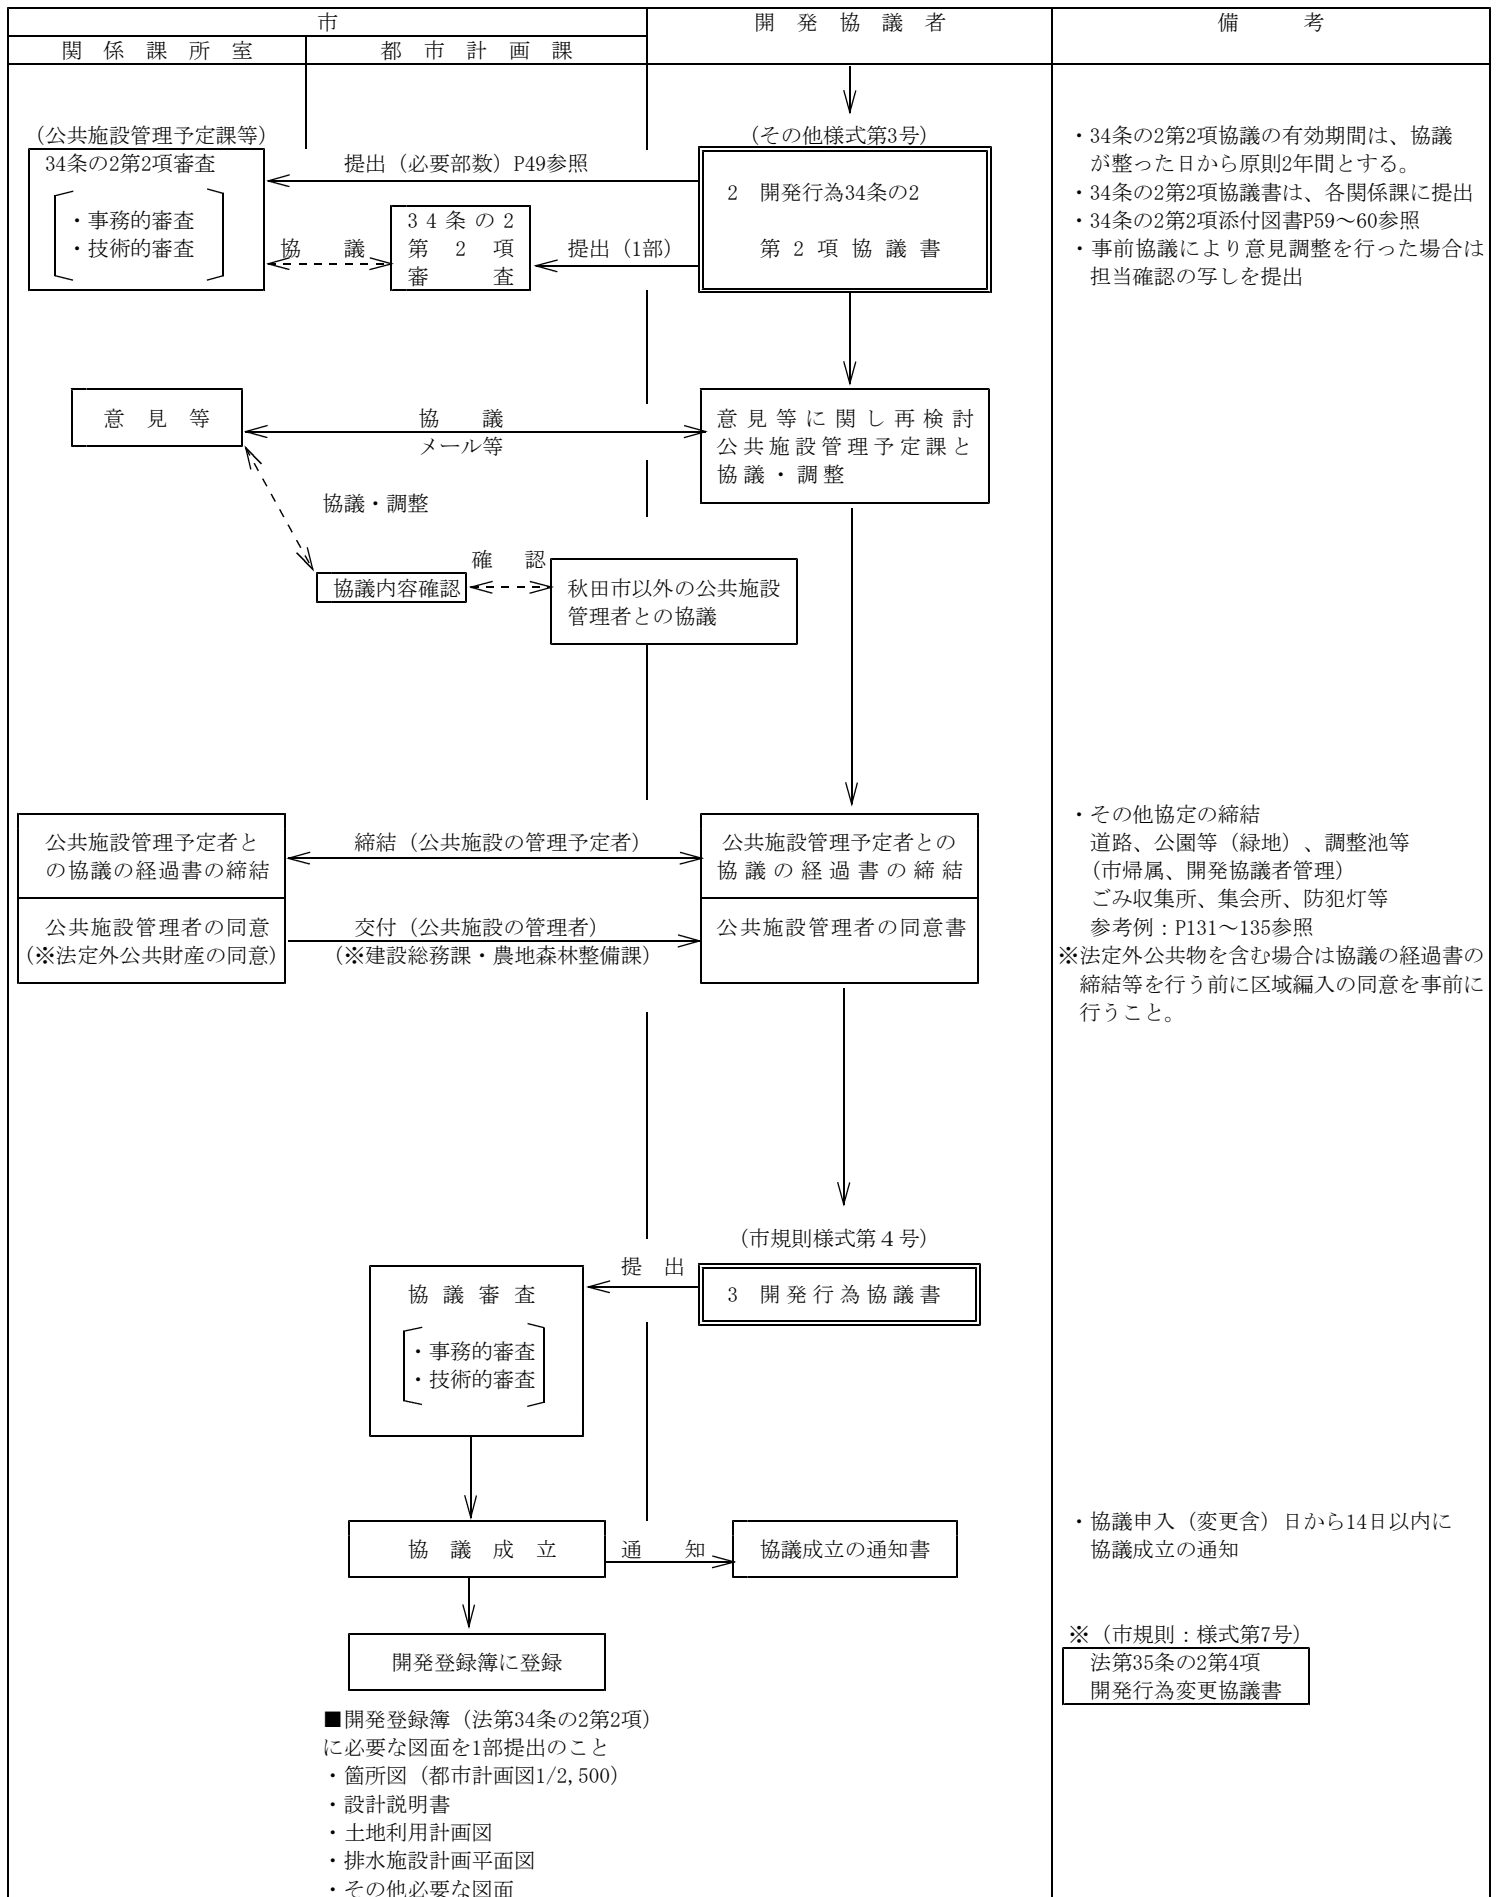 市
開発協議者
備考
関係課所室
都市計画課
(公共施設管理予定課等)
34条の2第2項審査
・事務的審査
・技術的審査
提出（必要部数）P49参照
協議
34条の2
第2項
審査
提出（1部）
(その他様式第3号)
2 開発行為34条の2
第2項協議書
・34条の2第2項協議の有効期間は、協議
が整った日から原則2年間とする。
・34条の2第2項協議書は、各関係課に提出
・34条の2第2項添付図書P59～60参照
・事前協議により意見調整を行った場合は
担当確認の写しを提出
意見等
協議
メール等
意見等に関し再検討
公共施設管理予定課と
協議・調整
協議・調整
確認
協議内容確認
秋田市以外の公共施設
管理者との協議
公共施設管理予定者と
の協議の経過書の締結
締結（公共施設の管理予定者）
公共施設管理予定者との
協議の経過書の締結
公共施設管理者の同意
(※法定外公共財産の同意)
交付（公共施設の管理者）
(※建設総務課・農地森林整備課)
公共施設管理者の同意書
・その他協定の締結
道路、公園等（緑地）、調整池等
(市帰属、開発協議者管理)
ごみ収集所、集会所、防犯灯等
参考例：P131～135参照
※法定外公共物を含む場合は協議の経過書の
締結等を行う前に区域編入の同意を事前に
行うこと。
(市規則様式第４号)
提出
3 開発行為協議書
協議審査
・事務的審査
・技術的審査
協議成立
通知
協議成立の通知書
・協議申入（変更含）日から14日以内に
協議成立の通知
開発登録簿に登録
※（市規則：様式第7号）
法第35条の2第4項
開発行為変更協議書
■開発登録簿（法第34条の2第2項）
に必要な図面を1部提出のこと
・箇所図（都市計画図1/2,500）
・設計説明書
・土地利用計画図
・排水施設計画平面図
・その他必要な図面